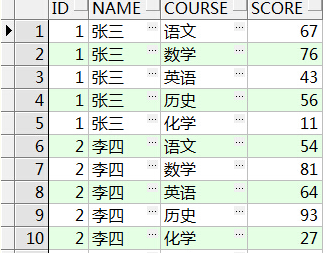 ID NAME COURSE SCORE
1 1 张三 ... 语文 ... 67
2 1 张三 ... 数学 ... 76
3 1 张三 ... 英语 ... 43
4 1 张三 ... 历史 ... 56
5 1 张三 ... 化学 ... 11
6 2 李四 ... 语文 ... 54
7 2 李四 ... 数学 ... 81
8 2 李四 ... 英语 ... 64
9 2 李四 ... 历史 ... 93
10 2 李四 ... 化学 ... 27